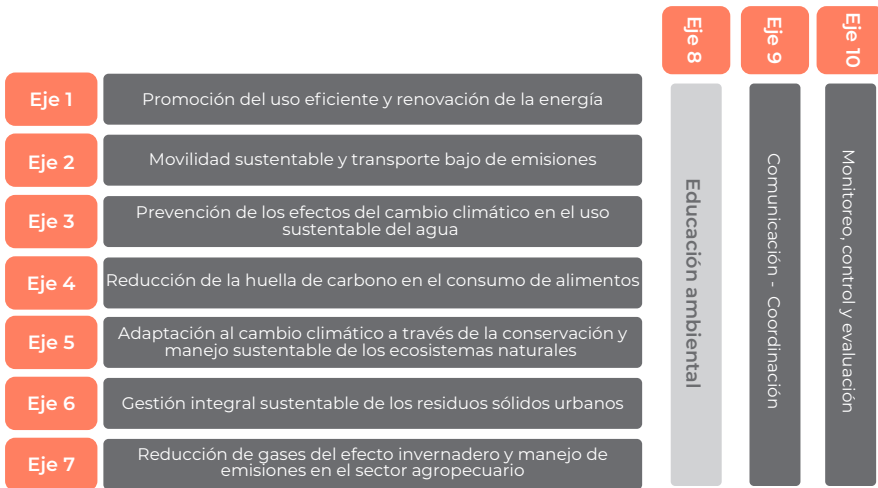 Eje 8
Eje 9
Eje 10
Eje 1
Promoción del uso eficiente y renovación de la energía
Eje 2
Movilidad sustentable y transporte bajo de emisiones
Eje 3
Prevención de los efectos del cambio climático en el uso
sustentable del agua
Eje 4
Reducción de la huella de carbono en el consumo de alimentos
Eje 5
Adaptación al cambio climático a través de la conservación y
manejo sustentable de los ecosistemas naturales
Eje 6
Gestión integral sustentable de los residuos sólidos urbanos
Eje 7
Reducción de gases del efecto invernadero y manejo de
emisiones en el sector agropecuario
Educación ambiental
Comunicación - Coordinación
Monitoreo, control y evaluación